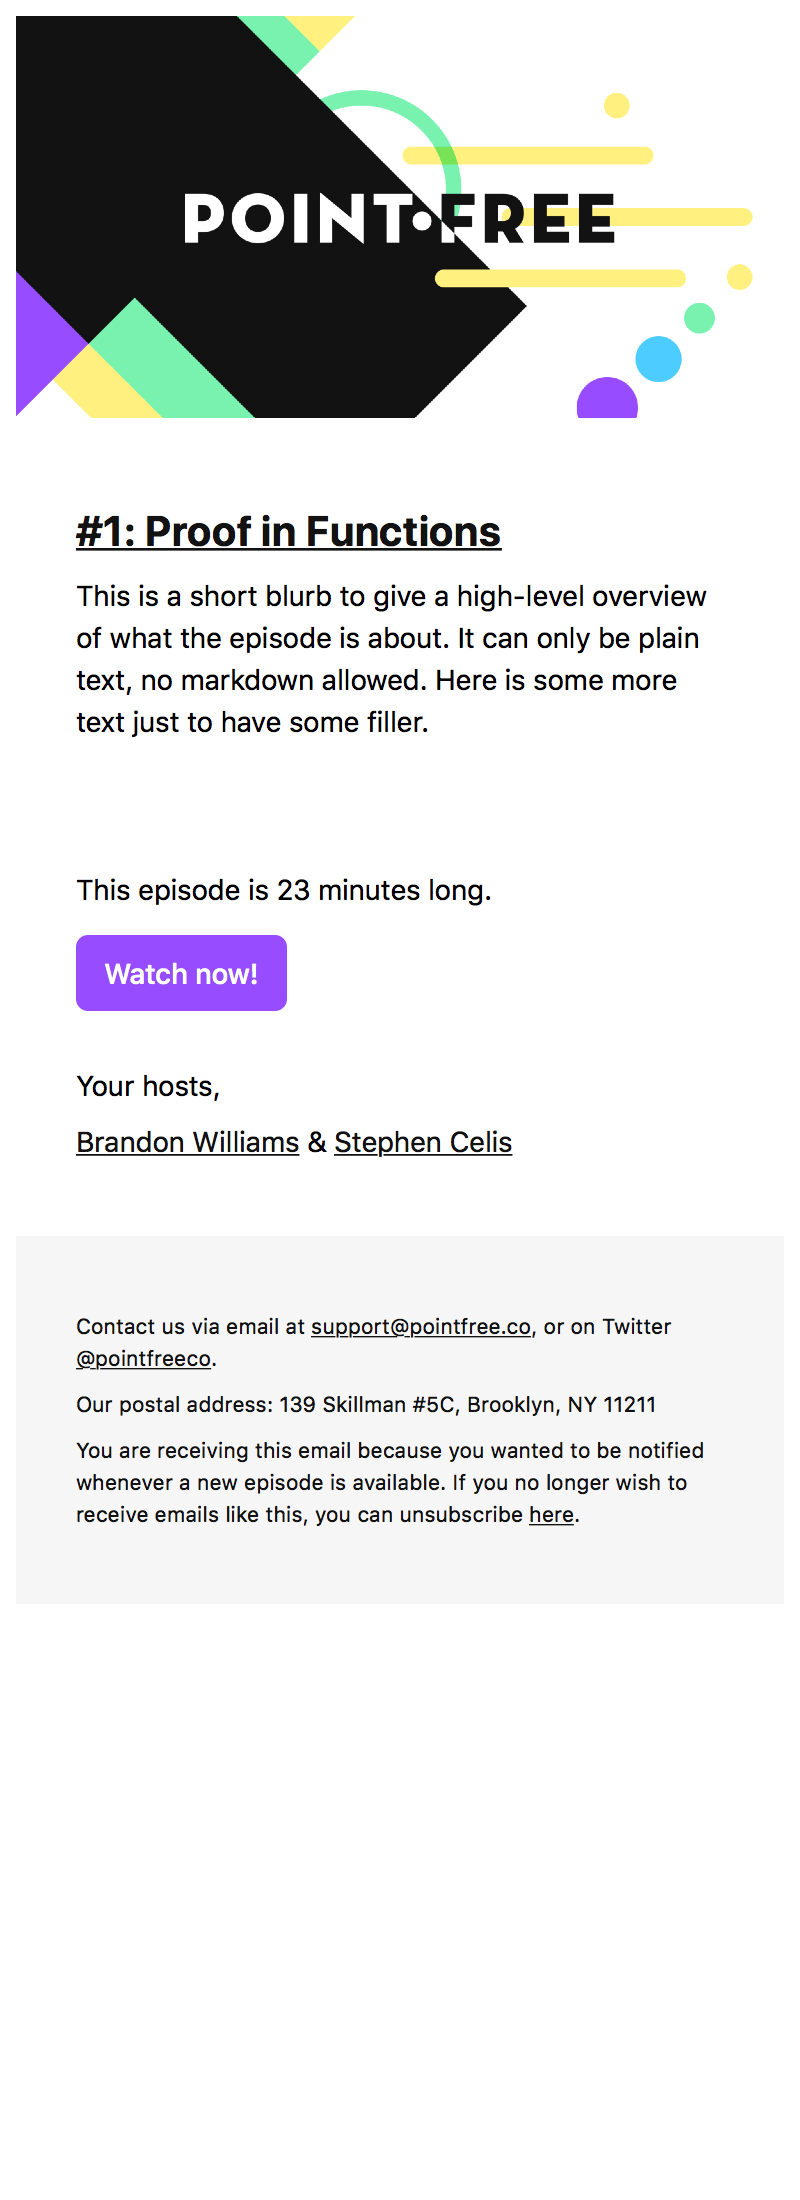 POINT•FREE
#1: Proof in Functions
This is a short blurb to give a high-level overview
of what the episode is about. It can only be plain
text, no markdown allowed. Here is some more
text just to have some filler.
This episode is 23 minutes long.
Watch now!
Your hosts,
Brandon Williams & Stephen Celis
Contact us via email at support@pointfree.co, or on Twitter
@pointfreeco.
Our postal address: 139 Skillman #5C, Brooklyn, NY 11211
You are receiving this email because you wanted to be notified
whenever a new episode is available. If you no longer wish to
receive emails like this, you can unsubscribe here.